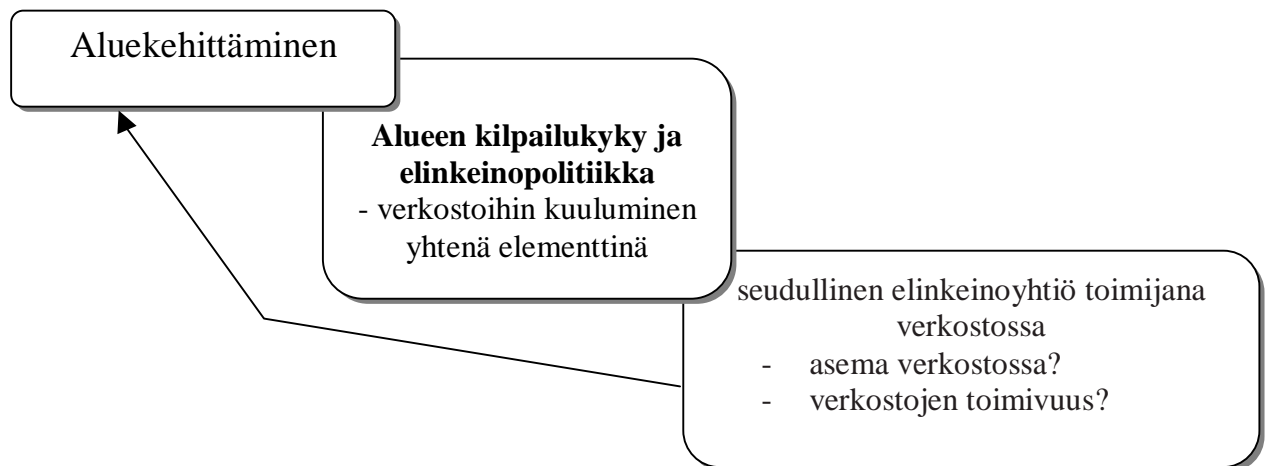 Aluekehittäminen
Alueen kilpailukyky ja
elinkeinopolitiikka
- verkostoihin kuuluminen
yhtenä elementtinä
seudullinen elinkeinoyhtiö toimijana
verkostossa
- asema verkostossa?
- verkostojen toimivuus?